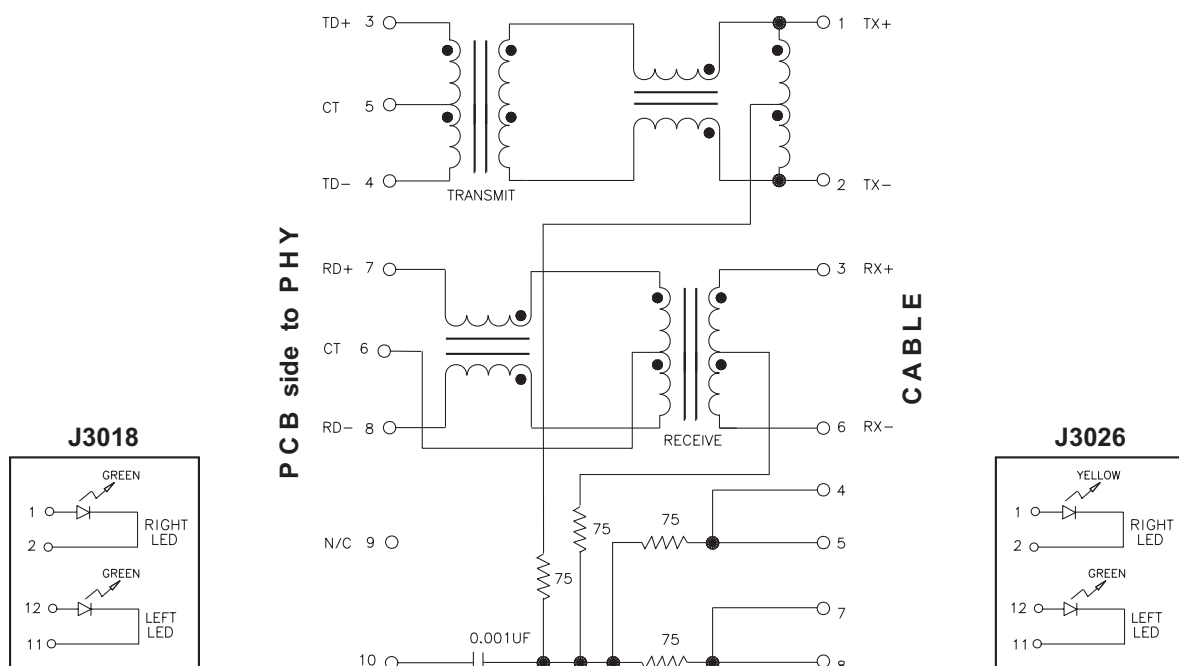 TD+ 3
1 TX+
CT 5
TD- 4
2 TX-
TRANSMIT
PCB side to PHY
RD+ 7
3 RX+
CT 6
CABLE
RD- 8
6 RX-
RECEIVE
J3018
GREEN
1
2
RIGHT
LED
GREEN
12
11
LEFT
LED
4
75
75
5
N/C 9
75
7
0.001UF
75
10
8
J3026
YELLOW
1
2
RIGHT
LED
GREEN
12
11
LEFT
LED